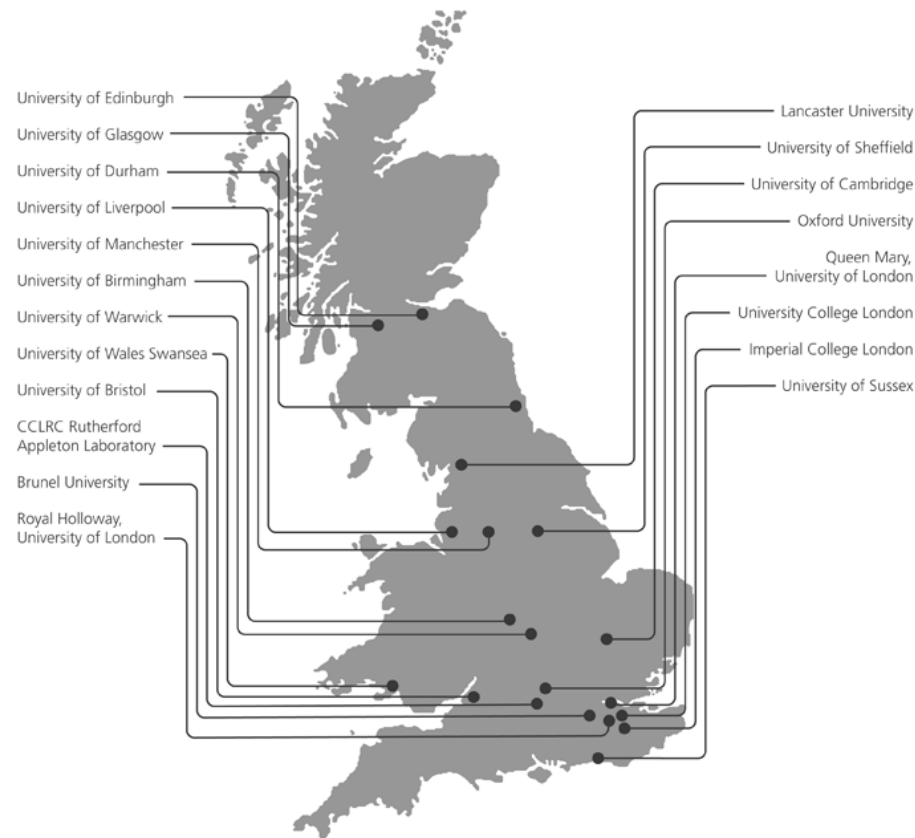 University of Edinburgh
University of Glasgow
University of Durham
University of Liverpool
University of Manchester
University of Birmingham
University of Warwick
University of Wales Swansea
University of Bristol
CCLRC Rutherford
Appleton Laboratory
Brunel University
Royal Holloway,
University of London
Lancaster University
University of Sheffield
University of Cambridge
Oxford University
Queen Mary,
University of London
University College London
Imperial College London
University of Sussex